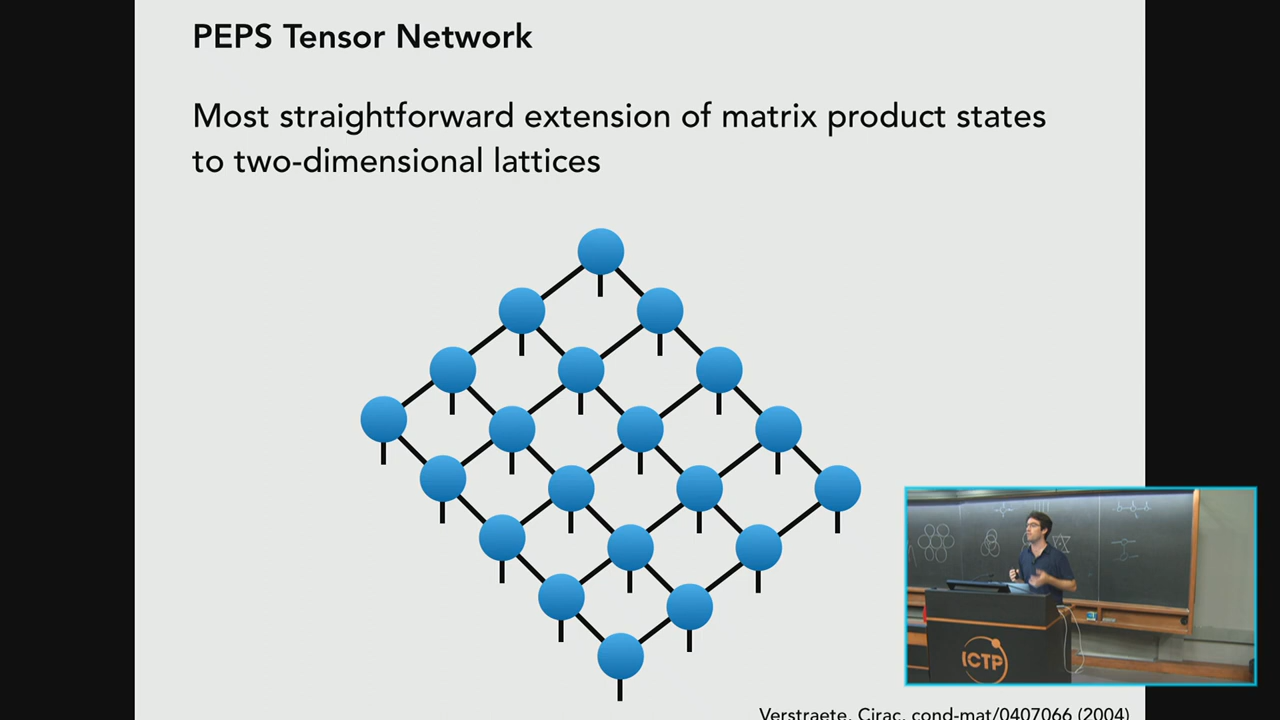 PEPS Tensor Network
Most straightforward extension of matrix product states
to two-dimensional lattices
ICTP
Verstraete, Cirac, cond-mat/0407066 (2004)